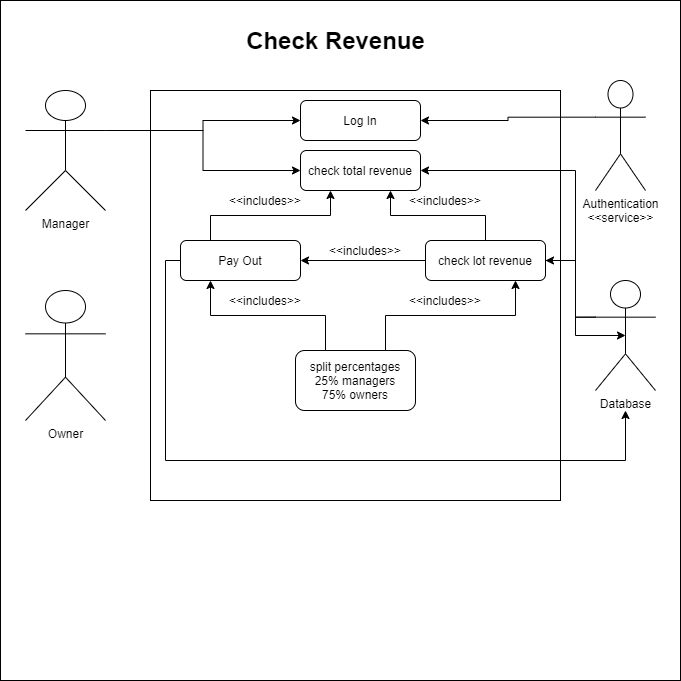 Check Revenue
Log In
check total revenue
Manager
Authentication
<<service>>
<<includes>>
<<includes>>
Pay Out
<<includes>>
check lot revenue
<<includes>>
<<includes>>
split percentages
25% managers
75% owners
Owner
Database